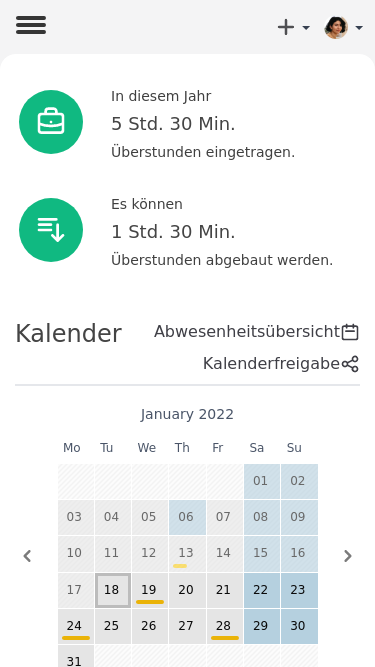 In diesem Jahr
5 Std. 30 Min.
Überstunden eingetragen.
Es können
1 Std. 30 Min.
Überstunden abgebaut werden.
Kalender
Abwesenheitsübersicht
Kalenderfreigabe
January 2022
Mo Tu We Th Fr Sa Su
01 02
03 04 05 06 07 08 09
10 11 12 13 14 15 16
17 18 19 20 21 22 23
24 25 26 27 28 29 30
31